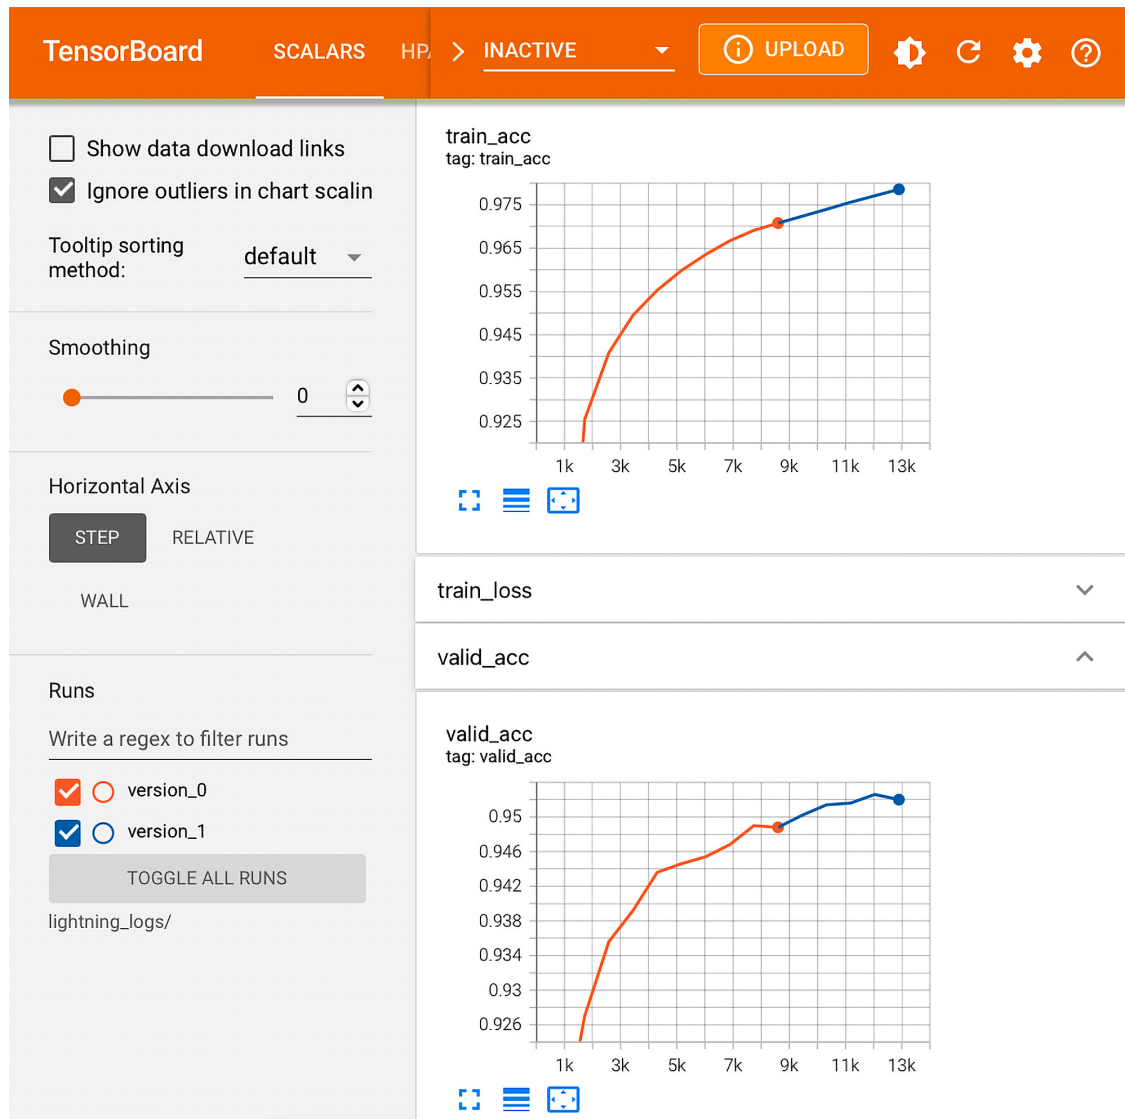 TensorBoard SCALARS HPA INACTIVE UPLOAD
Show data download links
Ignore outliers in chart scalin
Tooltip sorting
method:
default
Smoothing
0
Horizontal Axis
STEP RELATIVE
WALL
Runs
Write a regex to filter runs
version_0
version_1
TOGGLE ALL RUNS
lightning_logs/
train_acc
tag: train_acc
0.975
0.965
0.955
0.945
0.935
0.925
1k 3k 5k 7k 9k 11k 13k
train_loss
valid_acc
valid_acc
tag: valid_acc
0.95
0.946
0.942
0.938
0.934
0.93
0.926
1k 3k 5k 7k 9k 11k 13k